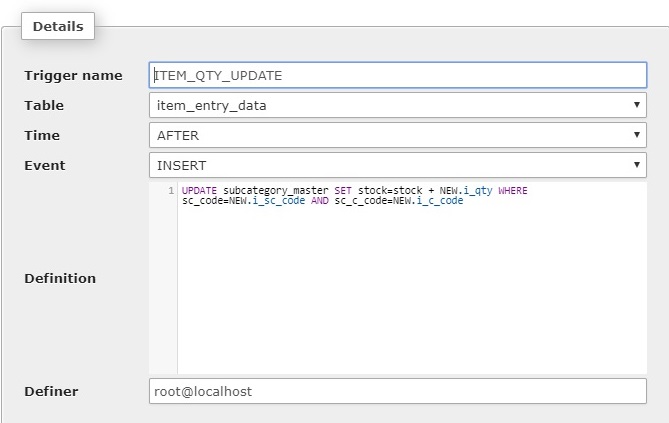 Details
Trigger name ITEM_QTY_UPDATE
Table item_entry_data
Time AFTER
Event INSERT
1 UPDATE subcategory_master SET stock=stock + NEW.i_qty WHERE
sc_code=NEW.i_sc_code AND sc_c_code=NEW.i_c_code
Definition
Definer root@localhost